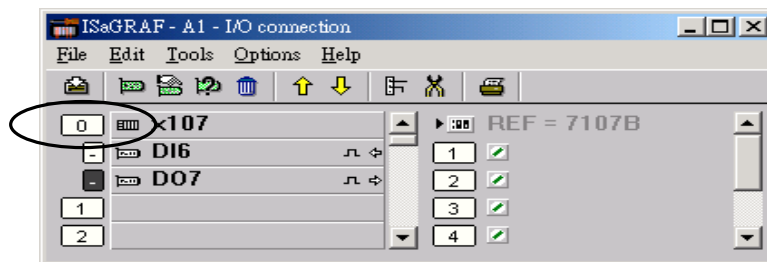 ISaGRAF - A1 - I/O connection
File Edit Tools Options Help
0 x107 REF = 7107B
- DI6 1
- DO7 2
1 3
2 4